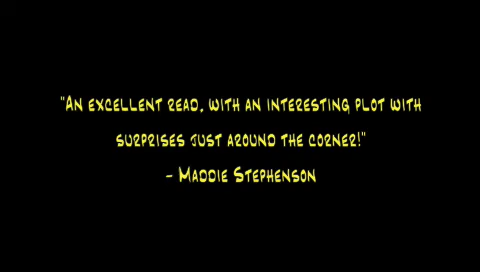 "An excellent read, with an interesting plot with
surprises just around the corner!"
- Maddie Stephenson